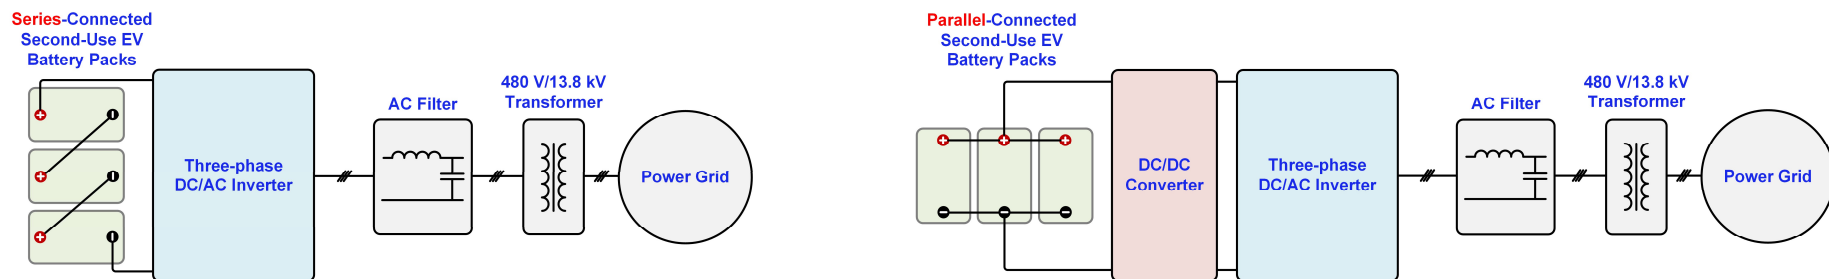 Series-Connected
Second-Use EV
Battery Packs
Three-phase
DC/AC Inverter
AC Filter
480 V/13.8 kV
Transformer
Power Grid
Parallel-Connected
Second-Use EV
Battery Packs
DC/DC
Converter
Three-phase
DC/AC Inverter
AC Filter
480 V/13.8 kV
Transformer
Power Grid